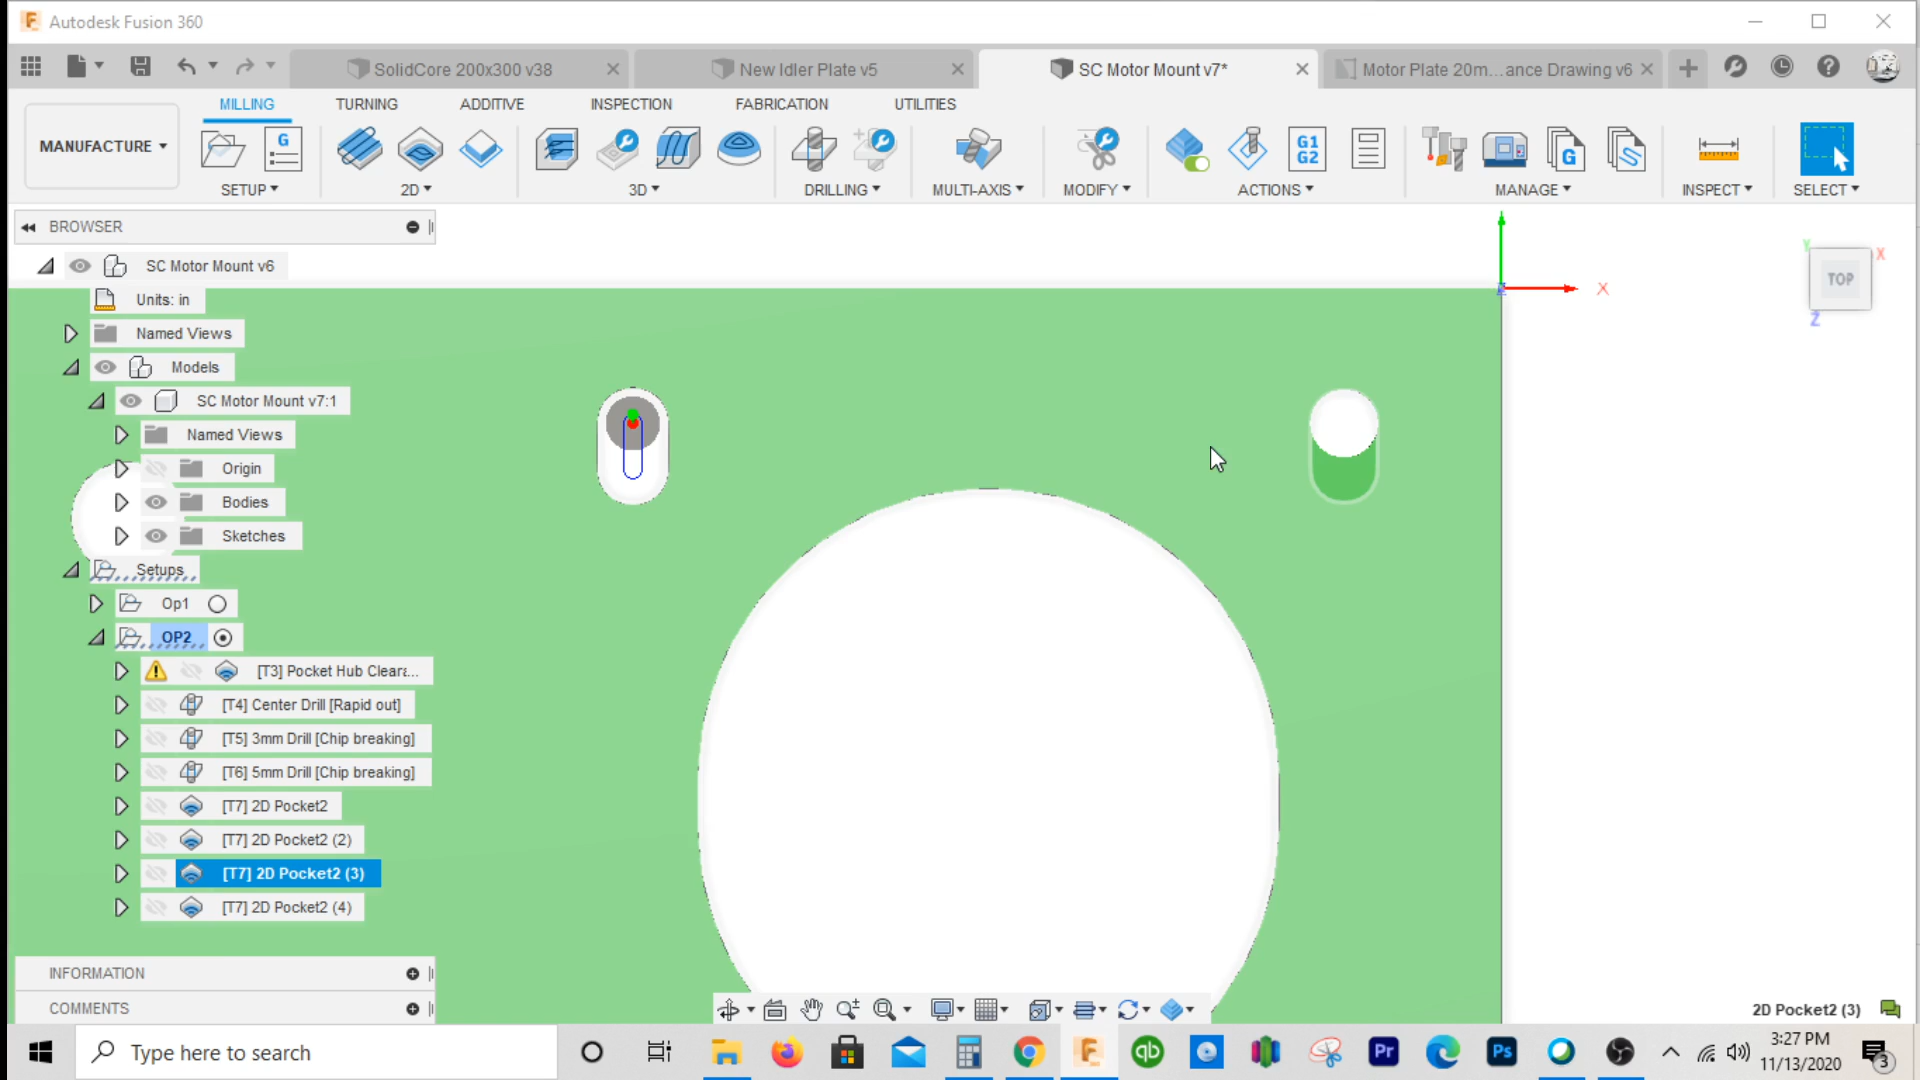 Autodesk Fusion 360
SolidCore 200x300 v38
New Idler Plate v5
SC Motor Mount v7*
Motor Plate 20m...ance Drawing v6
MILLING TURNING ADDITIVE INSPECTION FABRICATION UTILITIES
MANUFACTURE
G
G1
G2
G
SETUP 2D 3D DRILLING MULTI-AXIS MODIFY ACTIONS MANAGE INSPECT SELECT
BROWSER
SC Motor Mount v6
Units: in
Named Views
Models
SC Motor Mount v7:1
Named Views
Origin
Bodies
Sketches
Setups
Op1
OP2
[T3] Pocket Hub Cleara...
[T4] Center Drill [Rapid out]
[T5] 3mm Drill [Chip breaking]
[T6] 5mm Drill [Chip breaking]
[T7] 2D Pocket2
[T7] 2D Pocket2 (2)
[T7] 2D Pocket2 (3)
[T7] 2D Pocket2 (4)
INFORMATION
COMMENTS
X
Y
X
TOP
Z
2D Pocket2 (3)
Type here to search
qb
Pr
Ps
3:27 PM
11/13/2020
3